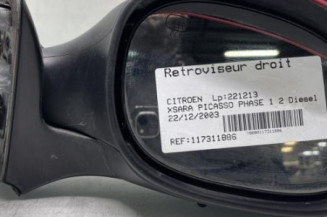 Retroviseur droit
CITROEN Lp:221213
XSARA PICASSO PHASE 1 2 Diesel
22/12/2003
REF:117311886